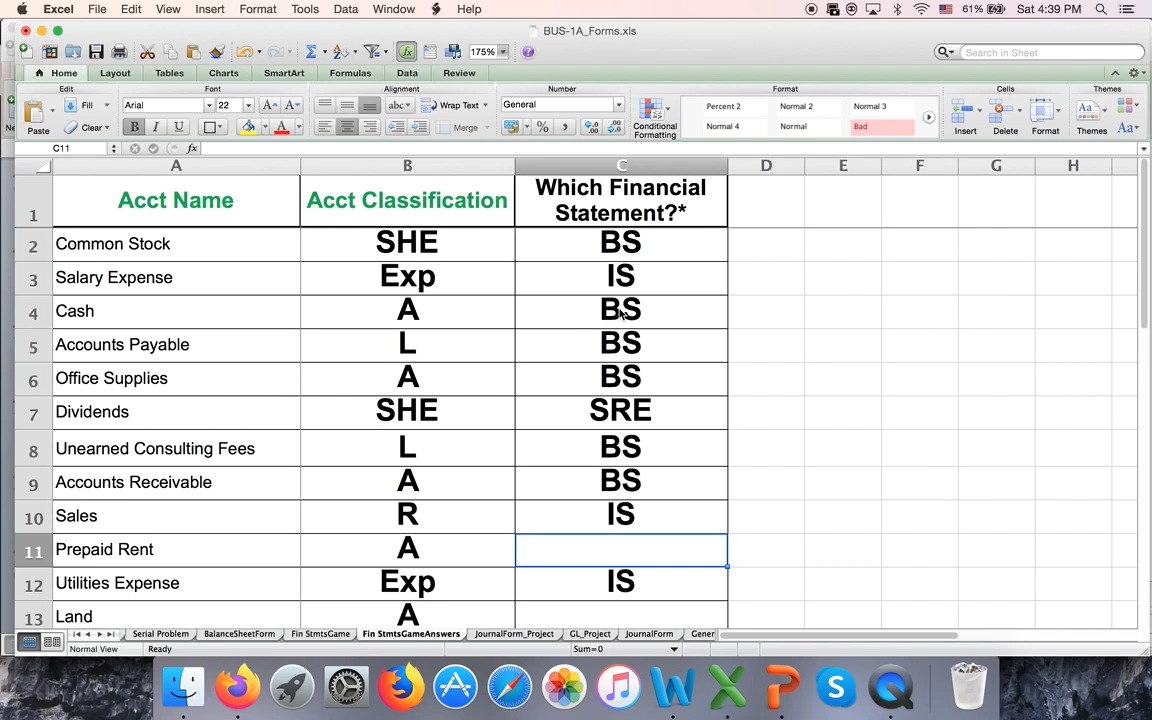 Excel File Edit View Insert Format Tools Data Window Help 61% Sat 4:39 PM
BUS-1A_Forms.xls
175% Search in Sheet
Home Layout Tables Charts SmartArt Formulas Data Review
Edit Font Alignment Number Format Cells Themes
Fill Arial 22 abc Wrap Text General Percent 2 Normal 2 Normal 3
Paste Clear B I U A Merge % Conditional Formatting Normal 4 Normal Bad Insert Delete Format Themes Aa
C11 fx
A B C D E F G H
1 Acct Name Acct Classification Which Financial Statement?*
2 Common Stock SHE BS
3 Salary Expense Exp IS
4 Cash A BS
5 Accounts Payable L BS
6 Office Supplies A BS
7 Dividends SHE SRE
8 Unearned Consulting Fees L BS
9 Accounts Receivable A BS
10 Sales R IS
11 Prepaid Rent A
12 Utilities Expense Exp IS
13 Land A
Serial Problem BalanceSheetForm Fin StmtsGame Fin StmtsGameAnswers JournalForm_Project GL_Project JournalForm Gener
Normal View Ready Sum=0